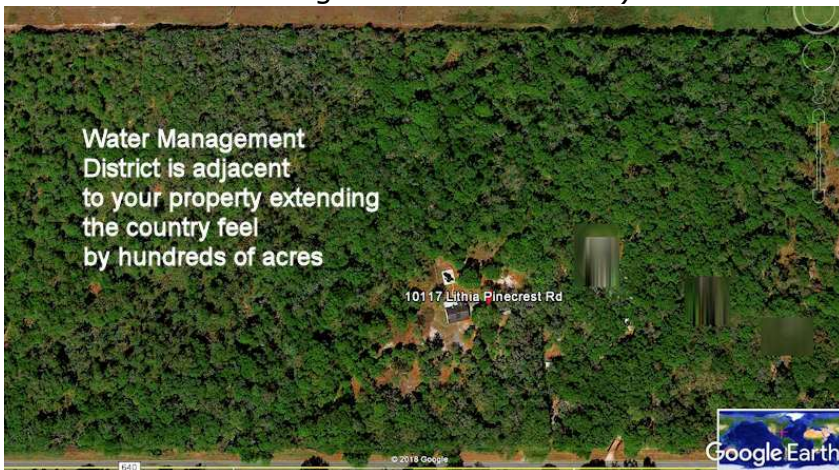 Water Management
District is adjacent
to your property extending
the country feel
by hundreds of acres
10117 Lithia Pinecrest Rd
© 2018 Google
640
Google Earth